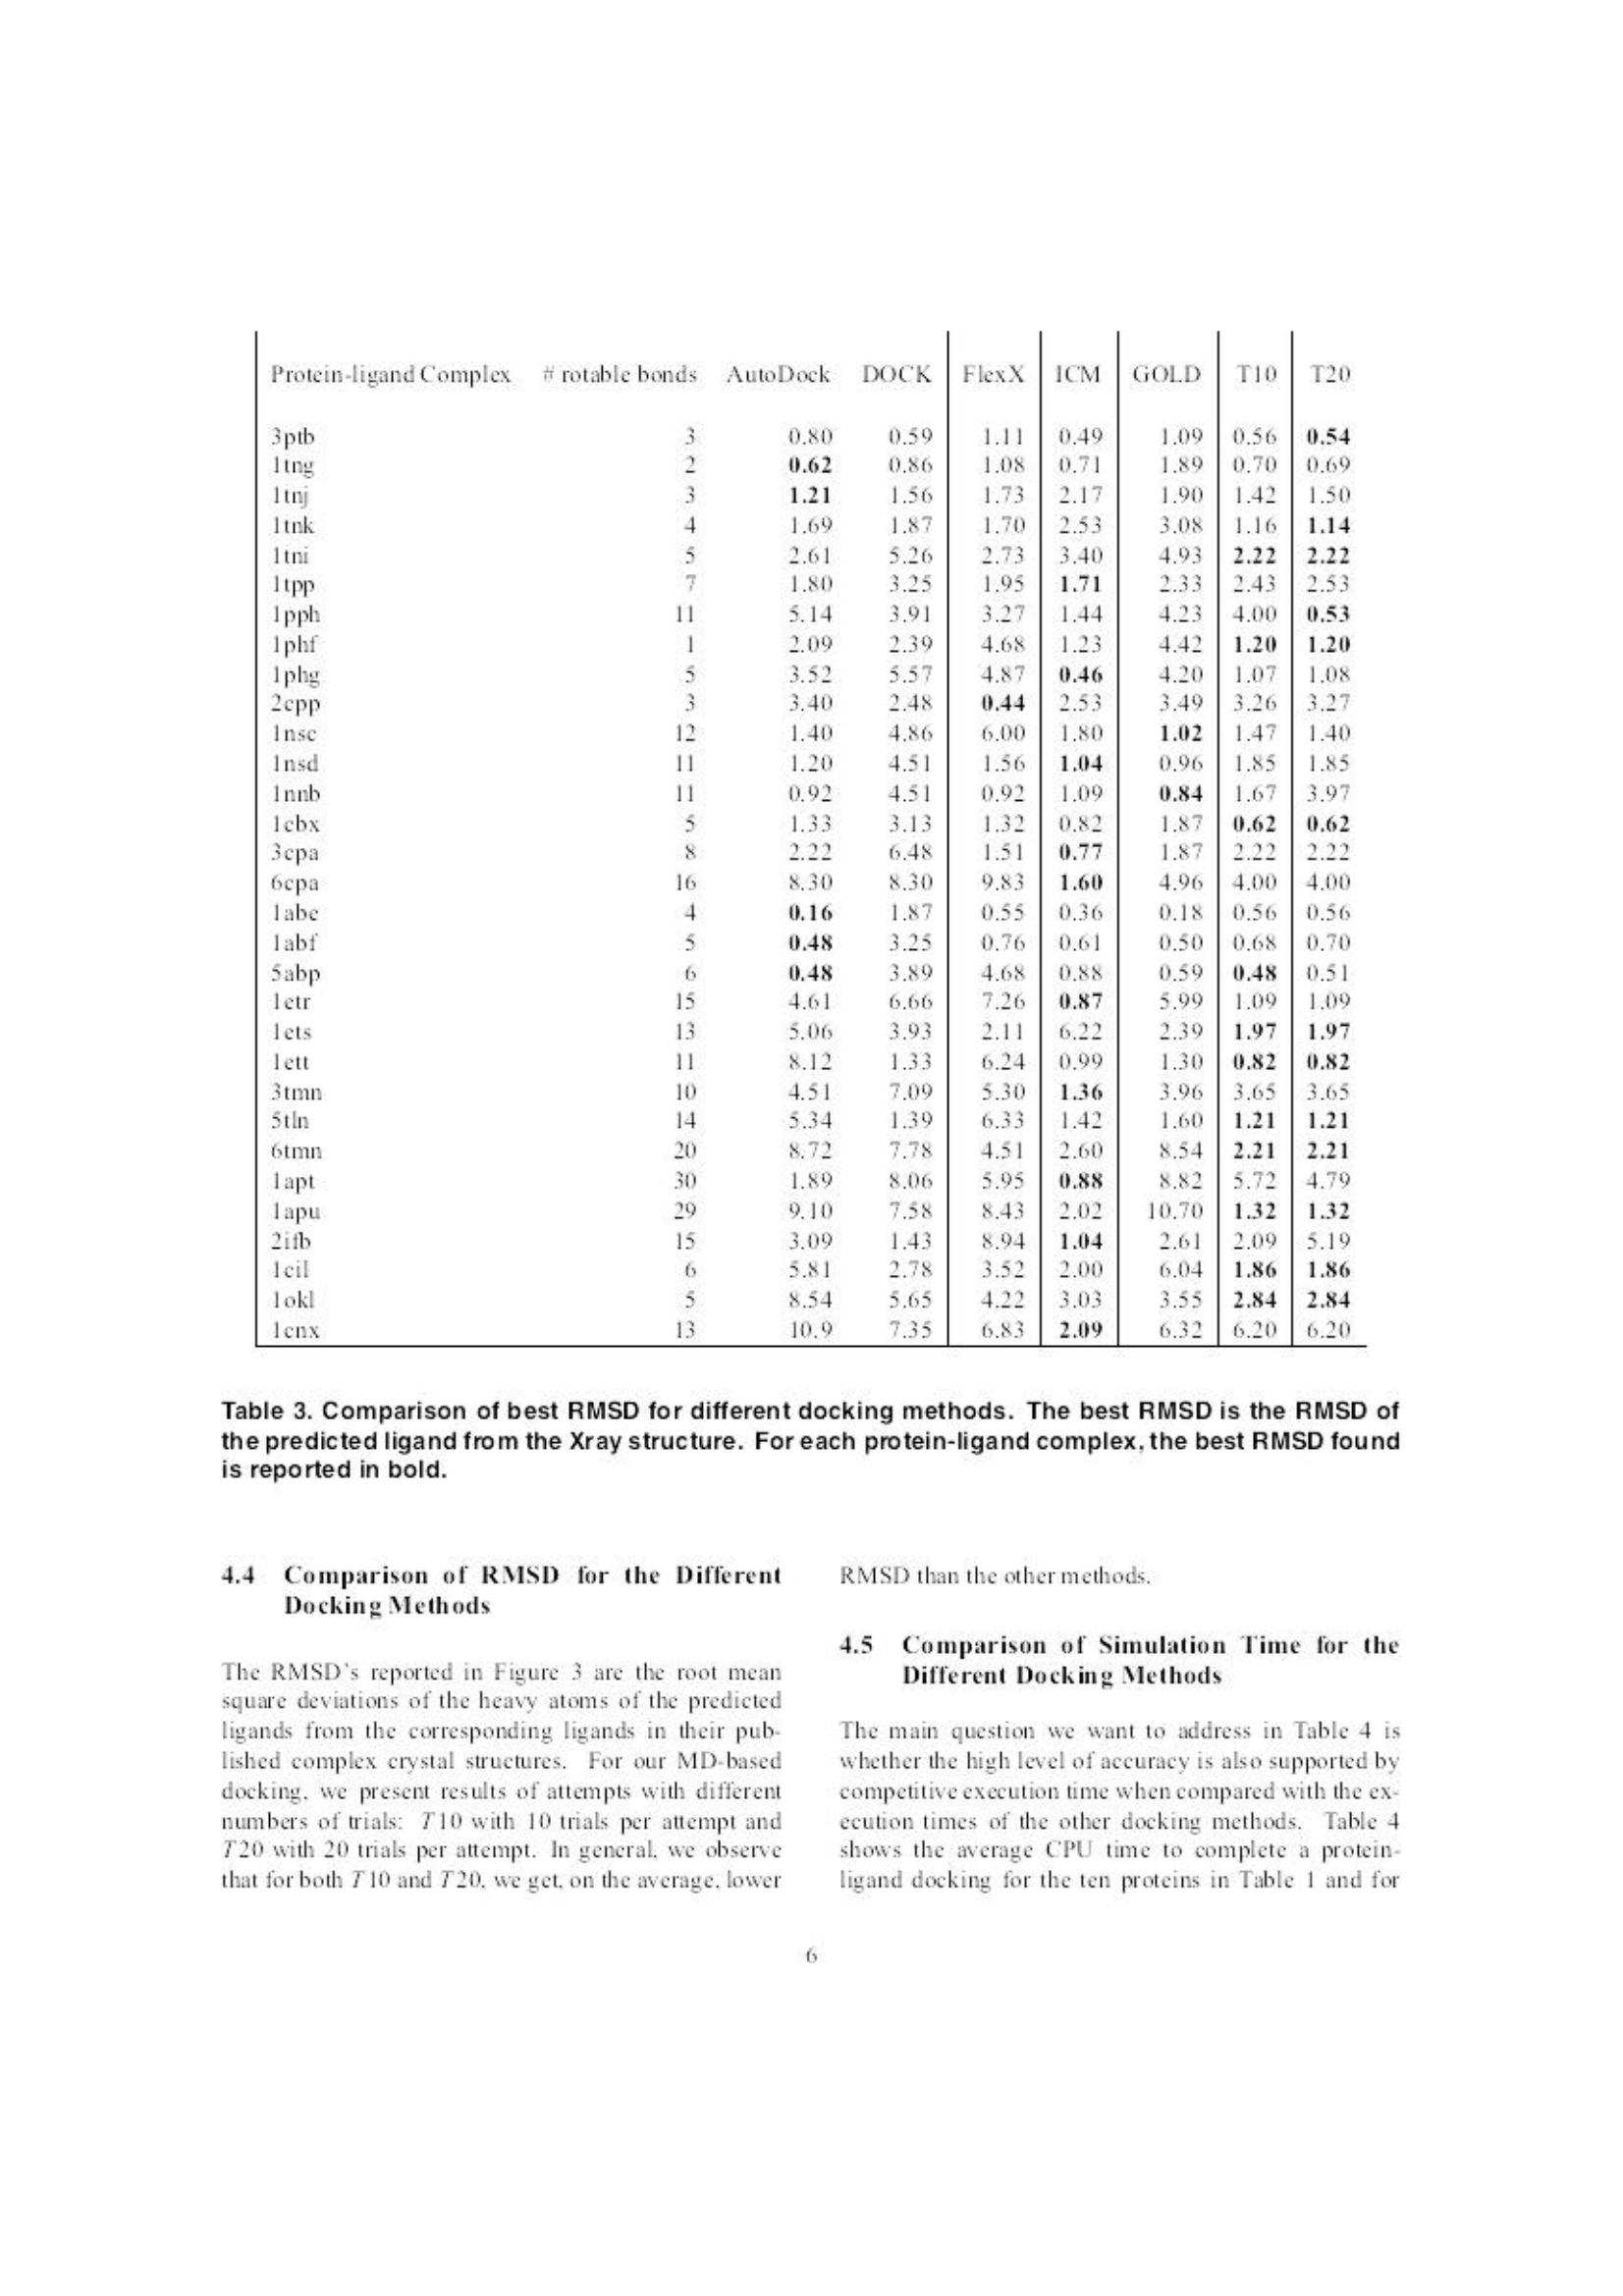 Protein-ligand Complex # rotable bonds AutoDock DOCK FlexX ICM GOLD T10 T20
3ptb 3 0.80 0.59 1.11 0.49 1.09 0.56 0.54
1tng 2 0.62 0.86 1.08 0.71 1.89 0.70 0.69
1tnj 3 1.21 1.56 1.73 2.17 1.90 1.42 1.50
1tnk 4 1.69 1.87 1.70 2.53 3.08 1.16 1.14
1tni 5 2.61 5.26 2.73 3.40 4.93 2.22 2.22
1tpp 7 1.80 3.25 1.95 1.71 2.33 2.43 2.53
1pph 11 5.14 3.91 3.27 1.44 4.23 4.00 0.53
1phf 1 2.09 2.39 4.68 1.23 4.42 1.20 1.20
1phg 5 3.52 5.57 4.87 0.46 4.20 1.07 1.08
2cpp 3 3.40 2.48 0.44 2.53 3.49 3.26 3.27
1nsc 12 1.40 4.86 6.00 1.80 1.02 1.47 1.40
1nsd 11 1.20 4.51 1.56 1.04 0.96 1.85 1.85
1nnb 11 0.92 4.51 0.92 1.09 0.84 1.67 3.97
1cbx 5 1.33 3.13 1.32 0.82 1.87 0.62 0.62
3cpa 8 2.22 6.48 1.51 0.77 1.87 2.22 2.22
6cpa 16 8.30 8.30 9.83 1.60 4.96 4.00 4.00
1abe 4 0.16 1.87 0.55 0.36 0.18 0.56 0.56
1abf 5 0.48 3.25 0.76 0.61 0.50 0.68 0.70
5abp 6 0.48 3.89 4.68 0.88 0.59 0.48 0.51
1etr 15 4.61 6.66 7.26 0.87 5.99 1.09 1.09
1ets 13 5.06 3.93 2.11 6.22 2.39 1.97 1.97
1ett 11 8.12 1.33 6.24 0.99 1.30 0.82 0.82
3tmn 10 4.51 7.09 5.30 1.36 3.96 3.65 3.65
5tln 14 5.34 1.39 6.33 1.42 1.60 1.21 1.21
6tmn 20 8.72 7.78 4.51 2.60 8.54 2.21 2.21
1apt 30 1.89 8.06 5.95 0.88 8.82 5.72 4.79
1apu 29 9.10 7.58 8.43 2.02 10.70 1.32 1.32
2ifb 15 3.09 1.43 8.94 1.04 2.61 2.09 5.19
1cil 6 5.81 2.78 3.52 2.00 6.04 1.86 1.86
1okl 5 8.54 5.65 4.22 3.03 3.55 2.84 2.84
1cnx 13 10.9 7.35 6.83 2.09 6.32 6.20 6.20
Table 3. Comparison of best RMSD for different docking methods. The best RMSD is the RMSD of
the predicted ligand from the Xray structure. For each protein-ligand complex, the best RMSD found
is reported in bold.
4.4 Comparison of RMSD for the Different
Docking Methods
The RMSD's reported in Figure 3 are the root mean
square deviations of the heavy atoms of the predicted
ligands from the corresponding ligands in their pub-
lished complex crystal structures. For our MD-based
docking, we present results of attempts with different
numbers of trials: T10 with 10 trials per attempt and
T20 with 20 trials per attempt. In general, we observe
that for both T10 and T20, we get, on the average, lower
RMSD than the other methods.
4.5 Comparison of Simulation Time for the
Different Docking Methods
The main question we want to address in Table 4 is
whether the high level of accuracy is also supported by
competitive execution time when compared with the ex-
ecution times of the other docking methods. Table 4
shows the average CPU time to complete a protein-
ligand docking for the ten proteins in Table 1 and for
6